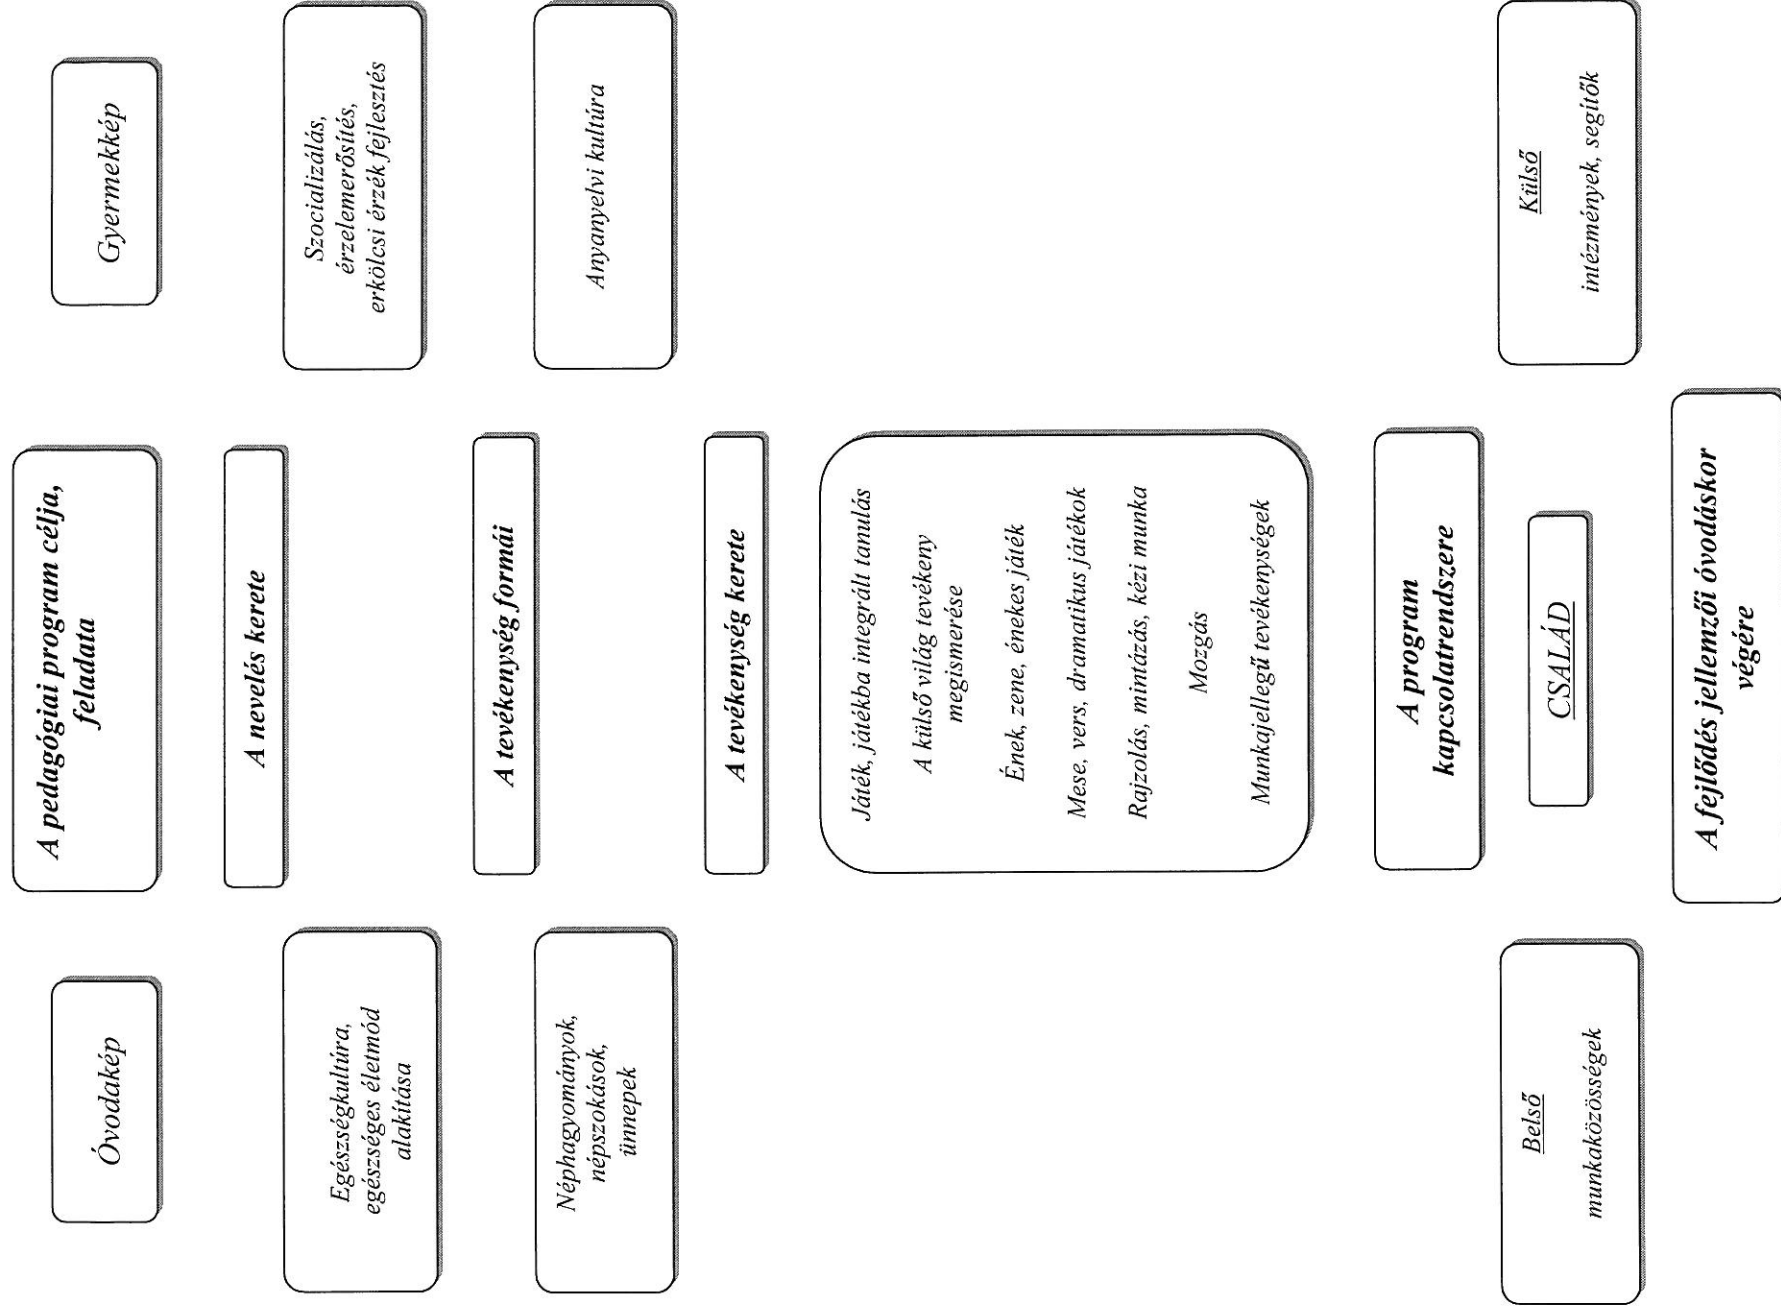 Óvodakép
A pedagógiai program célja,
feladata
Gyermekkép
A nevelés kerete
Egészségkultúra,
egészséges életmód
alakítása
Szocializálás,
érzelemerősítés,
erkölcsi érzék fejlesztés
A tevékenység formái
Néphagyományok,
népszokások,
ünnepek
Anyanyelvi kultúra
A tevékenység kerete
Játék, játékba integrált tanulás
A külső világ tevékeny
megismerése
Ének, zene, énekes játék
Mese, vers, dramatikus játékok
Rajzolás, mintázás, kézi munka
Mozgás
Munkajellegű tevékenységek
A program
kapcsolatrendszere
Belső
munkaközösségek
CSALÁD
Külső
intézmények, segítők
A fejlődés jellemzői óvodáskor
végére